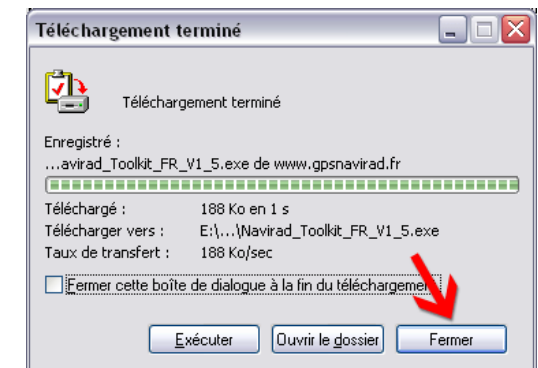 Téléchargement terminé
Téléchargement terminé
Enregistré :
...avirad_Toolkit_FR_V1_5.exe de www.gpsnavirad.fr
Téléchargé : 188 Ko en 1 s
Télécharger vers : E:\...\Navirad_Toolkit_FR_V1_5.exe
Taux de transfert : 188 Ko/sec
Fermer cette boîte de dialogue à la fin du téléchargement
Exécuter Ouvrir le dossier Fermer